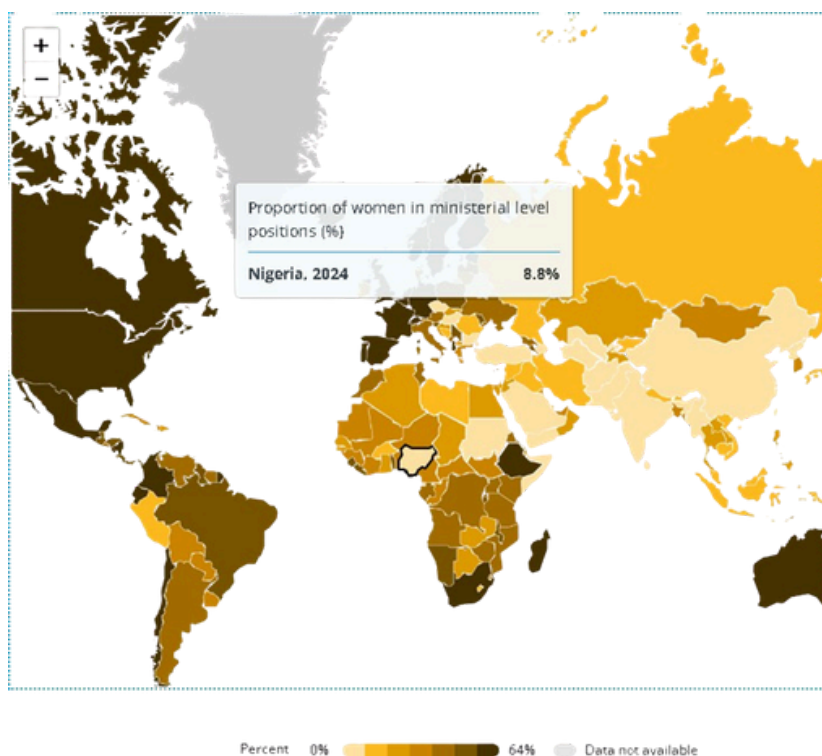 +
−
Proportion of women in ministerial level
positions (%)
Nigeria, 2024 8.8%
Percent 0% 64% Data not available